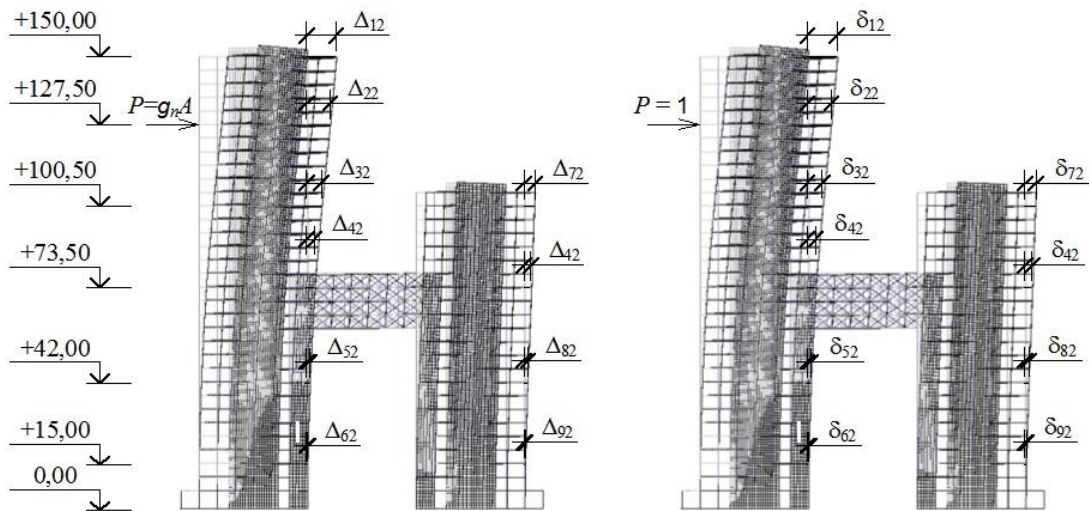 +150,00 Δ12 δ12
+127,50 P=gₙA Δ22 P = 1 δ22
+100,50 Δ32 Δ72 δ32 δ72
Δ42 δ42
+73,50 Δ42 δ42
+42,00 Δ52 Δ82 δ52 δ82
+15,00 Δ62 Δ92 δ62 δ92
0,00